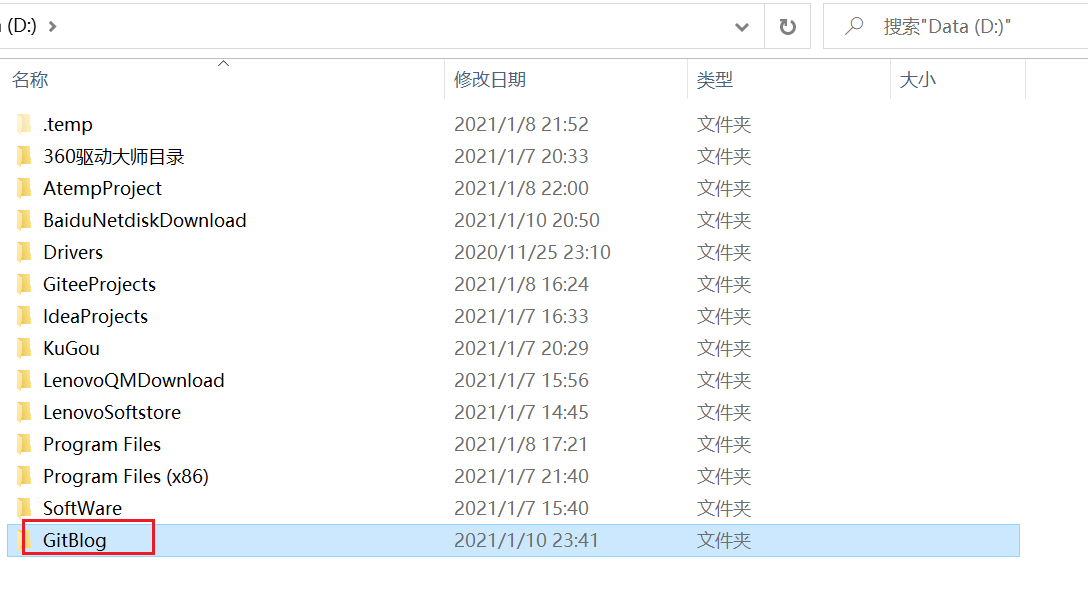 (D:)
搜索"Data (D:)"
名称 修改日期 类型 大小
.temp 2021/1/8 21:52 文件夹
360驱动大师目录 2021/1/7 20:33 文件夹
AtempProject 2021/1/8 22:00 文件夹
BaiduNetdiskDownload 2021/1/10 20:50 文件夹
Drivers 2020/11/25 23:10 文件夹
GiteeProjects 2021/1/8 16:24 文件夹
IdeaProjects 2021/1/7 16:33 文件夹
KuGou 2021/1/7 20:29 文件夹
LenovoQMDownload 2021/1/7 15:56 文件夹
LenovoSoftstore 2021/1/7 14:45 文件夹
Program Files 2021/1/8 17:21 文件夹
Program Files (x86) 2021/1/7 21:40 文件夹
SoftWare 2021/1/7 15:40 文件夹
GitBlog 2021/1/10 23:41 文件夹